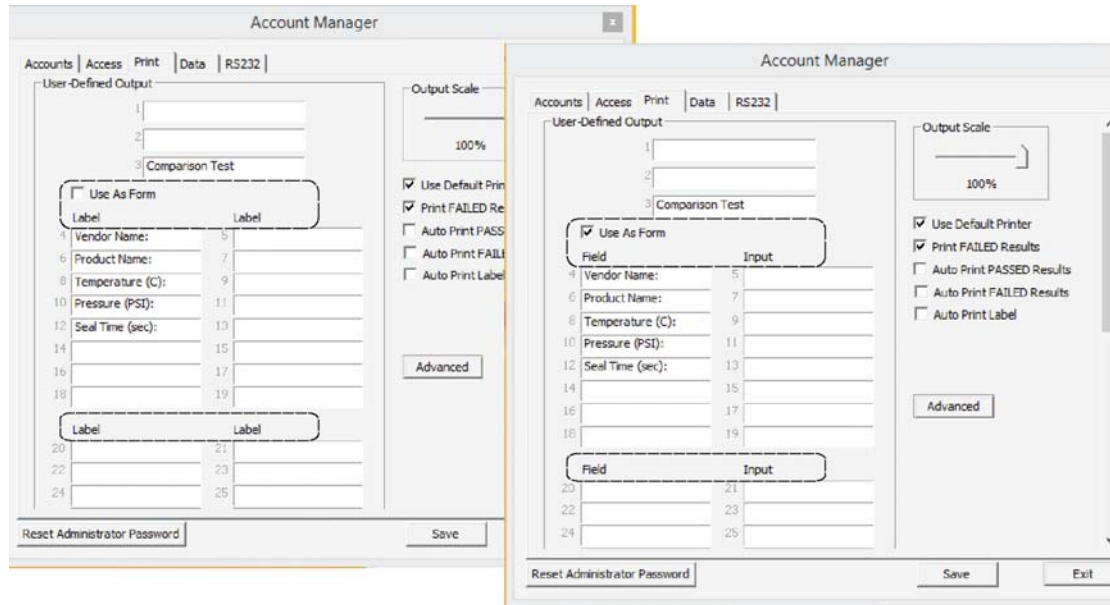 Account Manager
x
Accounts Access Print Data RS232
User-Defined Output
Output Scale
1
2
100%
3 Comparison Test
Use As Form
Use Default Prin
Label Label
Print FAILED Re
4 Vendor Name: 5
Auto Print PASS
6 Product Name: 7
Auto Print FAIL
8 Temperature (C): 9
Auto Print Label
10 Pressure (PSI): 11
12 Seal Time (sec): 13
14 15
16 17
Advanced
18 19
Label Label
20 21
22 23
24 25
Reset Administrator Password Save
Account Manager
Accounts Access Print Data RS232
User-Defined Output
Output Scale
1
2
100%
3 Comparison Test
Use As Form
Use Default Printer
Field Input
Print FAILED Results
4 Vendor Name: 5
Auto Print PASSED Results
6 Product Name: 7
Auto Print FAILED Results
8 Temperature (C): 9
Auto Print Label
10 Pressure (PSI): 11
12 Seal Time (sec): 13
14 15
16 17
Advanced
18 19
Field Input
20 21
22 23
24 25
Reset Administrator Password Save Exit